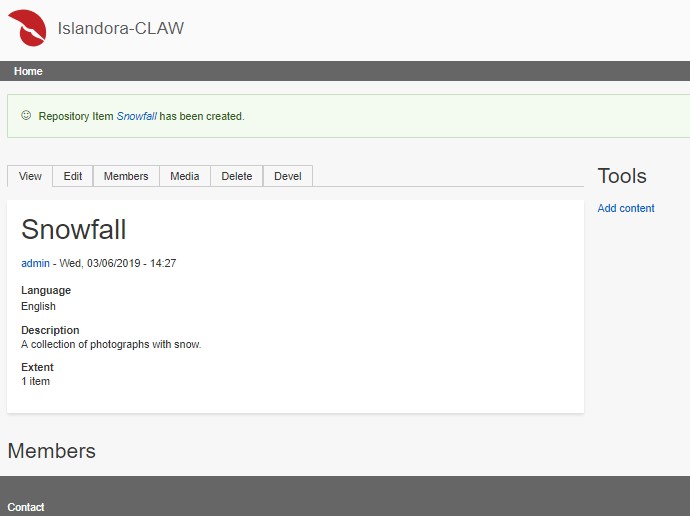 Islandora-CLAW
Home
Repository Item Snowfall has been created.
View Edit Members Media Delete Devel
Tools
Add content
Snowfall
admin - Wed, 03/06/2019 - 14:27
Language
English
Description
A collection of photographs with snow.
Extent
1 item
Members
Contact